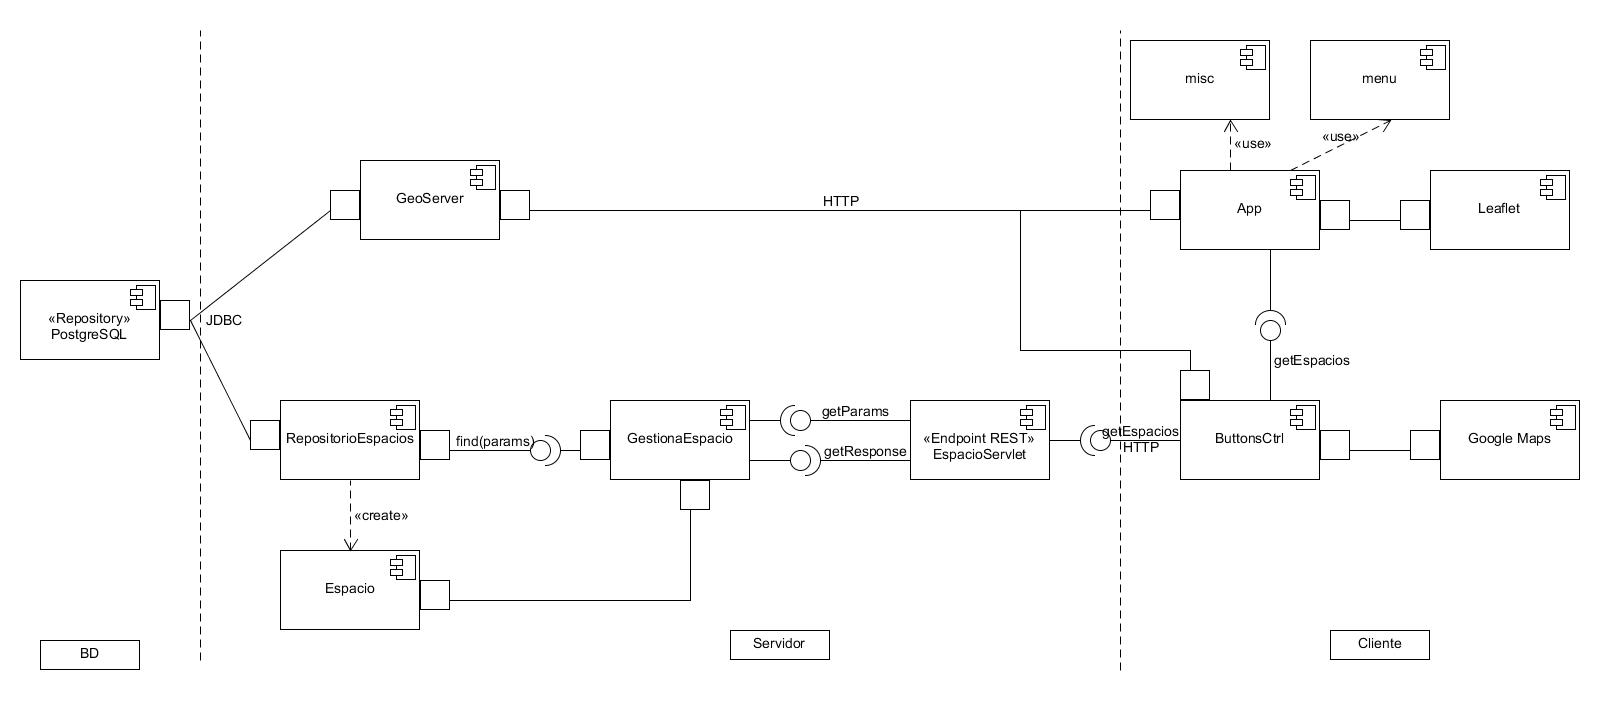 misc
menu
«use»
«use»
GeoServer
HTTP
App
Leaflet
«Repository»
PostgreSQL
JDBC
getEspacios
RepositorioEspacios
find(params)
GestionaEspacio
getParams
getResponse
«Endpoint REST»
EspacioServlet
getEspacios
HTTP
ButtonsCtrl
Google Maps
«create»
Espacio
BD
Servidor
Cliente